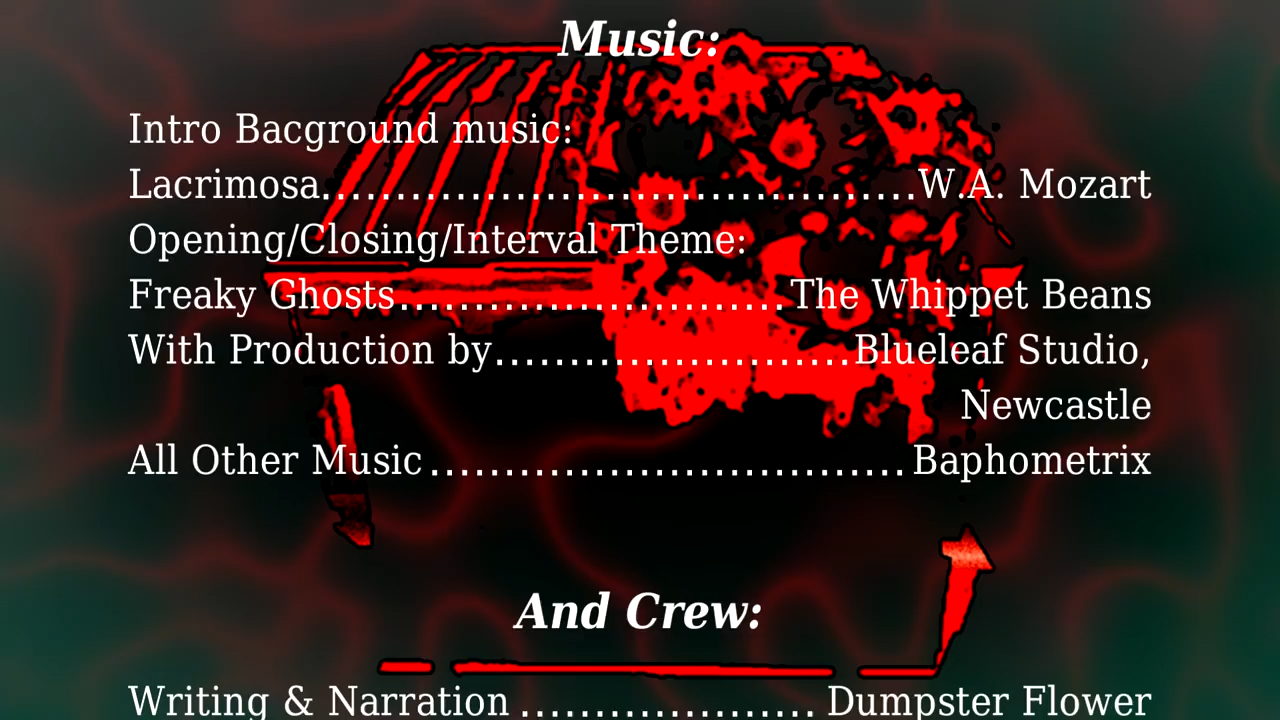 Music:
Intro Bacground music:
Lacrimosa........................................W.A. Mozart
Opening/Closing/Interval Theme:
Freaky Ghosts..........................The Whippet Beans
With Production by........................Blueleaf Studio,
Newcastle
All Other Music ................................ Baphometrix
And Crew:
Writing & Narration .................... Dumpster Flower